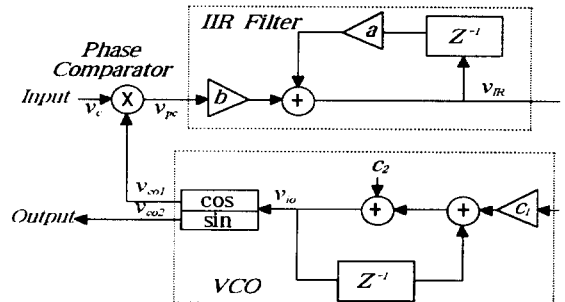 IIR Filter
a
Z⁻¹
Phase
Comparator
Input
v_c
X
v_pc
b
+
v_IR
c₂
v_co1
v_co2
Output
cos
sin
v_io
+
+
c₁
Z⁻¹
VCO